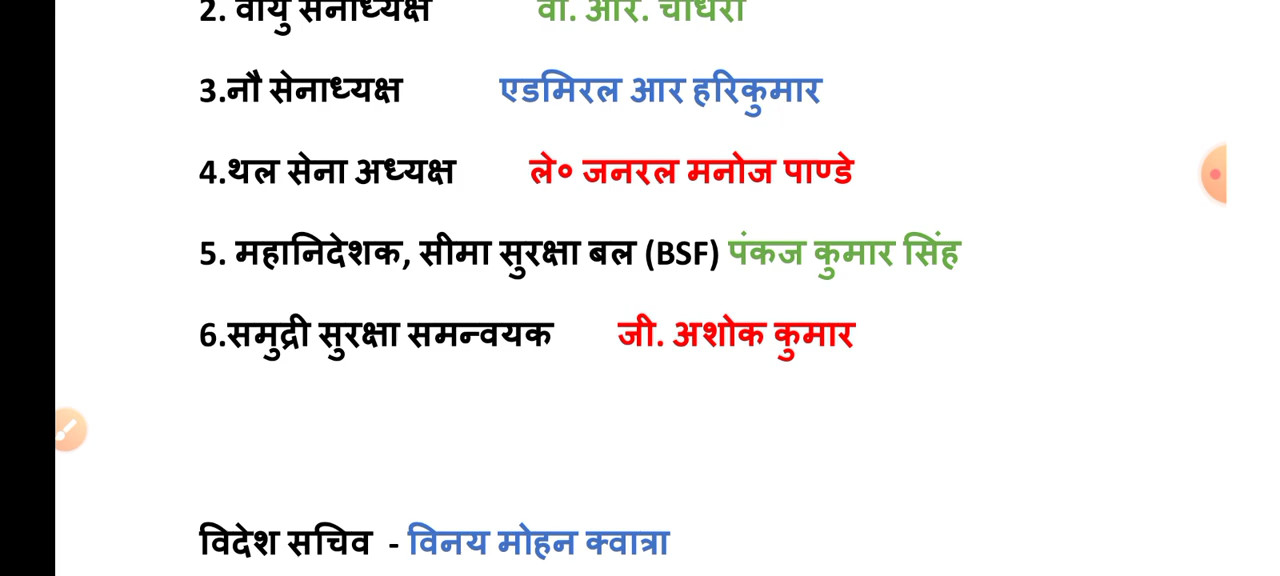 2. वायु सेनाध्यक्ष वी. आर. चौधरी
3.नौ सेनाध्यक्ष एडमिरल आर हरिकुमार
4.थल सेना अध्यक्ष ले० जनरल मनोज पाण्डे
5. महानिदेशक, सीमा सुरक्षा बल (BSF) पंकज कुमार सिंह
6.समुद्री सुरक्षा समन्वयक जी. अशोक कुमार
विदेश सचिव - विनय मोहन क्वात्रा